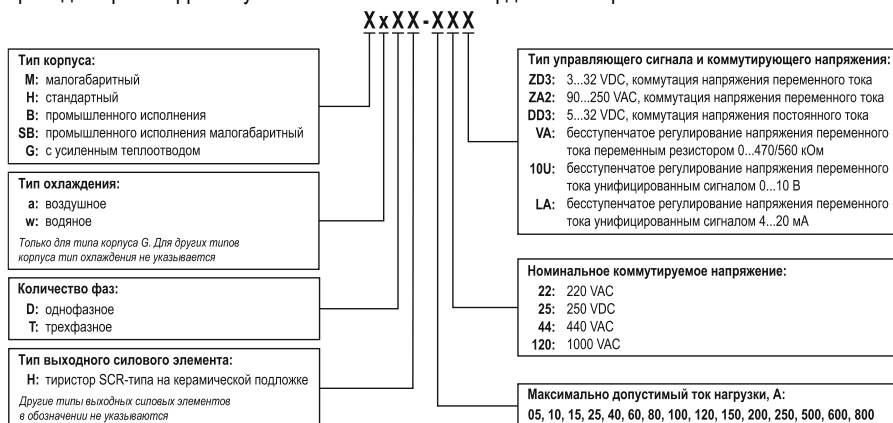 XxXX-XXX
Тип корпуса:
M: малогабаритный
H: стандартный
B: промышленного исполнения
SB: промышленного исполнения малогабаритный
G: с усиленным теплоотводом
Тип охлаждения:
a: воздушное
w: водяное
Только для типа корпуса G. Для других типов
корпуса тип охлаждения не указывается
Количество фаз:
D: однофазное
T: трехфазное
Тип выходного силового элемента:
H: тиристор SCR-типа на керамической подложке
Другие типы выходных силовых элементов
в обозначении не указываются
Тип управляющего сигнала и коммутирующего напряжения:
ZD3: 3...32 VDC, коммутация напряжения переменного тока
ZA2: 90...250 VAC, коммутация напряжения переменного тока
DD3: 5...32 VDC, коммутация напряжения постоянного тока
VA: бесступенчатое регулирование напряжения переменного
тока переменным резистором 0...470/560 кОм
10U: бесступенчатое регулирование напряжения переменного
тока унифицированным сигналом 0...10 В
LA: бесступенчатое регулирование напряжения переменного
тока унифицированным сигналом 4...20 мА
Номинальное коммутируемое напряжение:
22: 220 VAC
25: 250 VDC
44: 440 VAC
120: 1000 VAC
Максимально допустимый ток нагрузки, А:
05, 10, 15, 25, 40, 60, 80, 100, 120, 150, 200, 250, 500, 600, 800